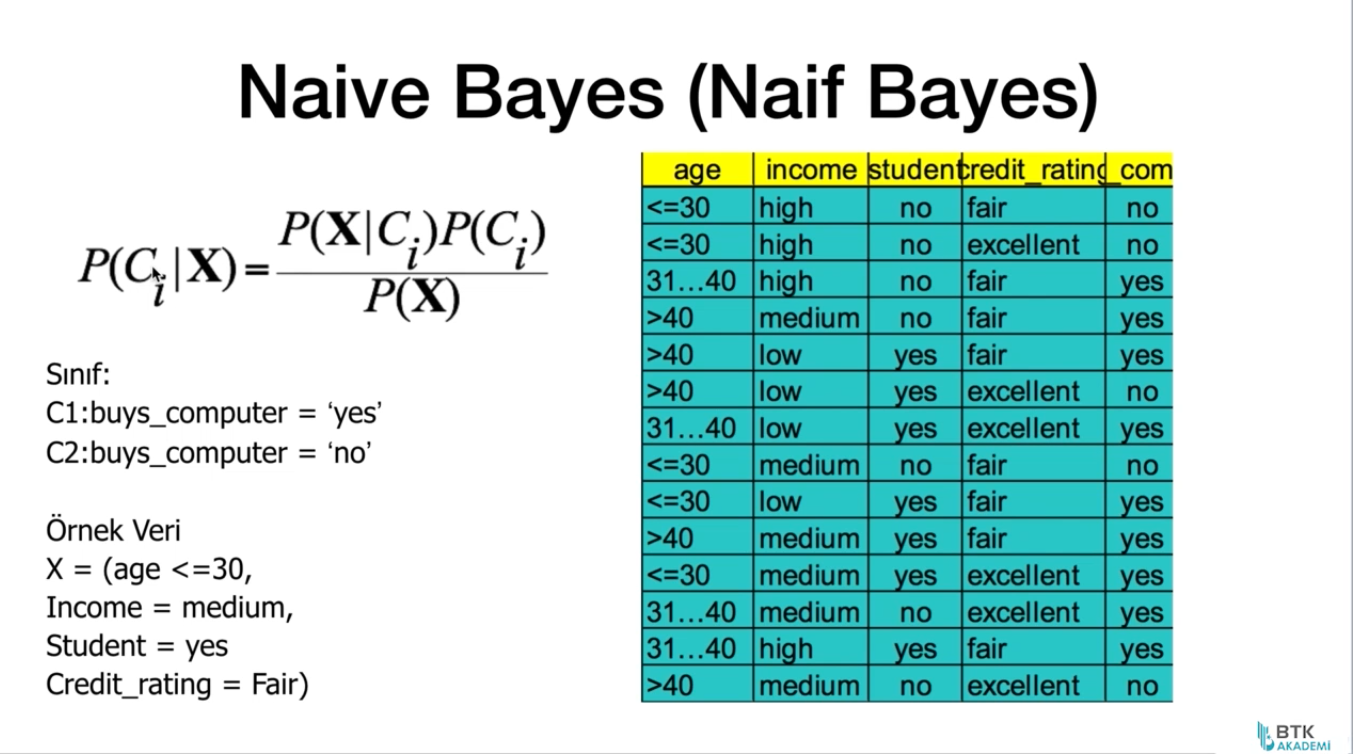 Naive Bayes (Naif Bayes)
P(C_i|X) = P(X|C_i)P(C_i) / P(X)
Sınıf:
C1:buys_computer = ‘yes’
C2:buys_computer = ‘no’
Örnek Veri
X = (age <=30,
Income = medium,
Student = yes
Credit_rating = Fair)
age income student credit_rating _com
<=30 high no fair no
<=30 high no excellent no
31…40 high no fair yes
>40 medium no fair yes
>40 low yes fair yes
>40 low yes excellent no
31…40 low yes excellent yes
<=30 medium no fair no
<=30 low yes fair yes
>40 medium yes fair yes
<=30 medium yes excellent yes
31…40 medium no excellent yes
31…40 high yes fair yes
>40 medium no excellent no
BTK
AKADEMİ